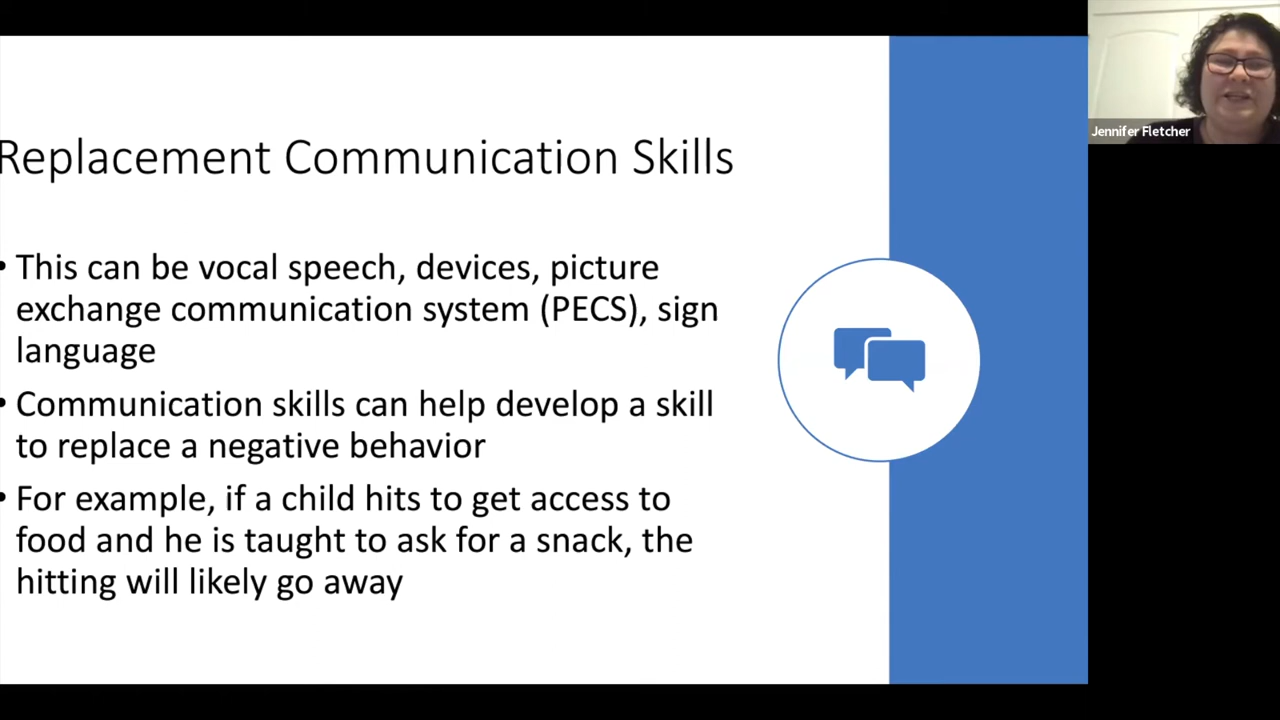 Replacement Communication Skills
• This can be vocal speech, devices, picture
exchange communication system (PECS), sign
language
• Communication skills can help develop a skill
to replace a negative behavior
• For example, if a child hits to get access to
food and he is taught to ask for a snack, the
hitting will likely go away
Jennifer Fletcher